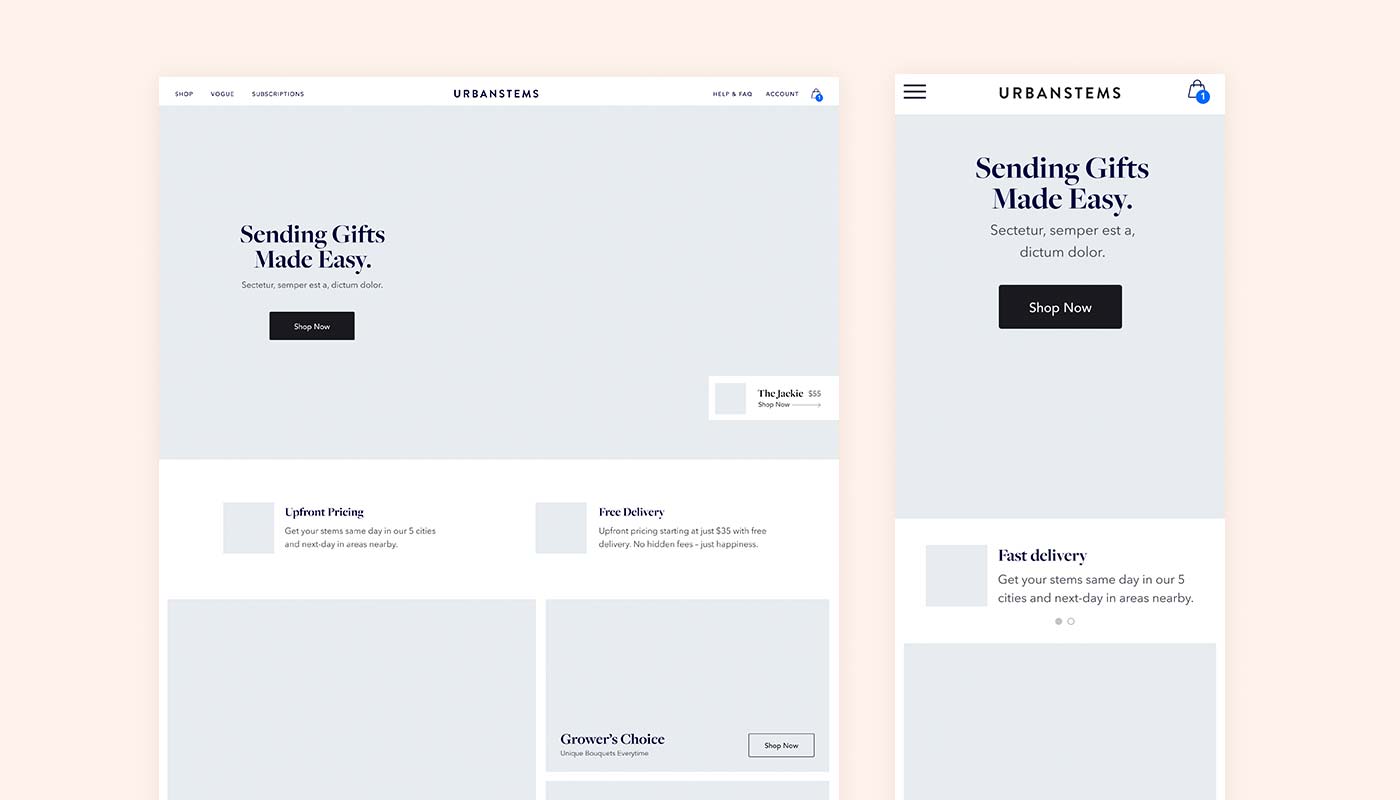 SHOP VOGUE SUBSCRIPTIONS URBANSTEMS HELP & FAQ ACCOUNT 1
Sending Gifts
Made Easy.
Sectetur, semper est a, dictum dolor.
Shop Now
The Jackie $55
Shop Now
Upfront Pricing
Get your stems same day in our 5 cities
and next-day in areas nearby.
Free Delivery
Upfront pricing starting at just $35 with free
delivery. No hidden fees – just happiness.
Grower’s Choice
Unique Bouquets Everytime
Shop Now
URBANSTEMS 1
Sending Gifts
Made Easy.
Sectetur, semper est a,
dictum dolor.
Shop Now
Fast delivery
Get your stems same day in our 5
cities and next-day in areas nearby.